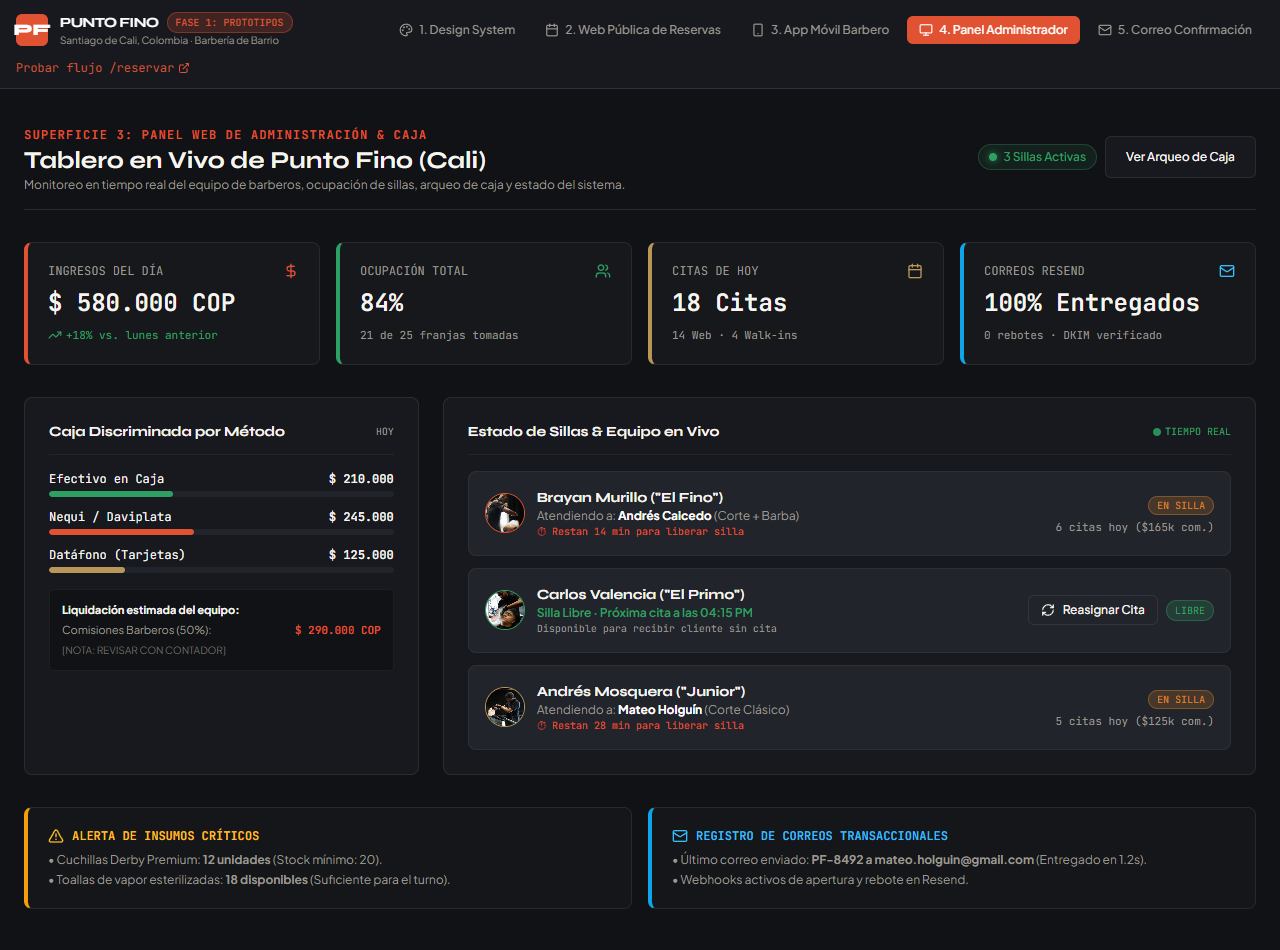 PF
PUNTO FINO
FASE 1: PROTOTIPOS
Santiago de Cali, Colombia · Barbería de Barrio
1. Design System
2. Web Pública de Reservas
3. App Móvil Barbero
4. Panel Administrador
5. Correo Confirmación
Probar flujo /reservar
SUPERFICIE 3: PANEL WEB DE ADMINISTRACIÓN & CAJA
Tablero en Vivo de Punto Fino (Cali)
Monitoreo en tiempo real del equipo de barberos, ocupación de sillas, arqueo de caja y estado del sistema.
3 Sillas Activas
Ver Arqueo de Caja
INGRESOS DEL DÍA
$ 580.000 COP
+18% vs. lunes anterior
OCUPACIÓN TOTAL
84%
21 de 25 franjas tomadas
CITAS DE HOY
18 Citas
14 Web · 4 Walk-ins
CORREOS RESEND
100% Entregados
0 rebotes · DKIM verificado
Caja Discriminada por Método
HOY
Efectivo en Caja $ 210.000
Nequi / Daviplata $ 245.000
Datáfono (Tarjetas) $ 125.000
Liquidación estimada del equipo:
Comisiones Barberos (50%): $ 290.000 COP
[NOTA: REVISAR CON CONTADOR]
Estado de Sillas & Equipo en Vivo
TIEMPO REAL
Brayan Murillo ("El Fino")
Atendiendo a: Andrés Caicedo (Corte + Barba)
Restan 14 min para liberar silla
EN SILLA
6 citas hoy ($165k com.)
Carlos Valencia ("El Primo")
Silla Libre · Próxima cita a las 04:15 PM
Disponible para recibir cliente sin cita
Reasignar Cita
LIBRE
Andrés Mosquera ("Junior")
Atendiendo a: Mateo Holguín (Corte Clásico)
Restan 28 min para liberar silla
EN SILLA
5 citas hoy ($125k com.)
ALERTA DE INSUMOS CRÍTICOS
• Cuchillas Derby Premium: 12 unidades (Stock mínimo: 20).
• Toallas de vapor esterilizadas: 18 disponibles (Suficiente para el turno).
REGISTRO DE CORREOS TRANSACCIONALES
• Último correo enviado: PF-8492 a mateo.holguin@gmail.com (Entregado en 1.2s).
• Webhooks activos de apertura y rebote en Resend.